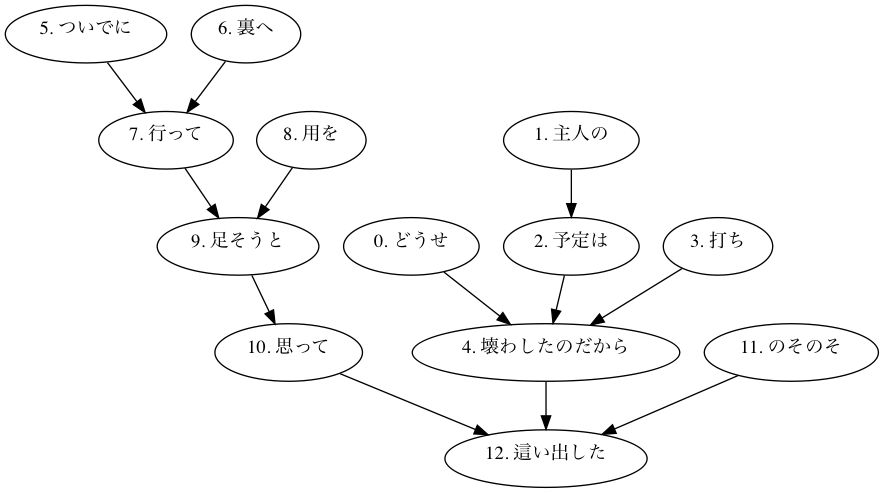 5. ついでに
6. 裏へ
7. 行って
8. 用を
1. 主人の
9. 足そうと
0. どうせ
2. 予定は
3. 打ち
10. 思って
4. 壊わしたのだから
11. のそのそ
12. 這い出した